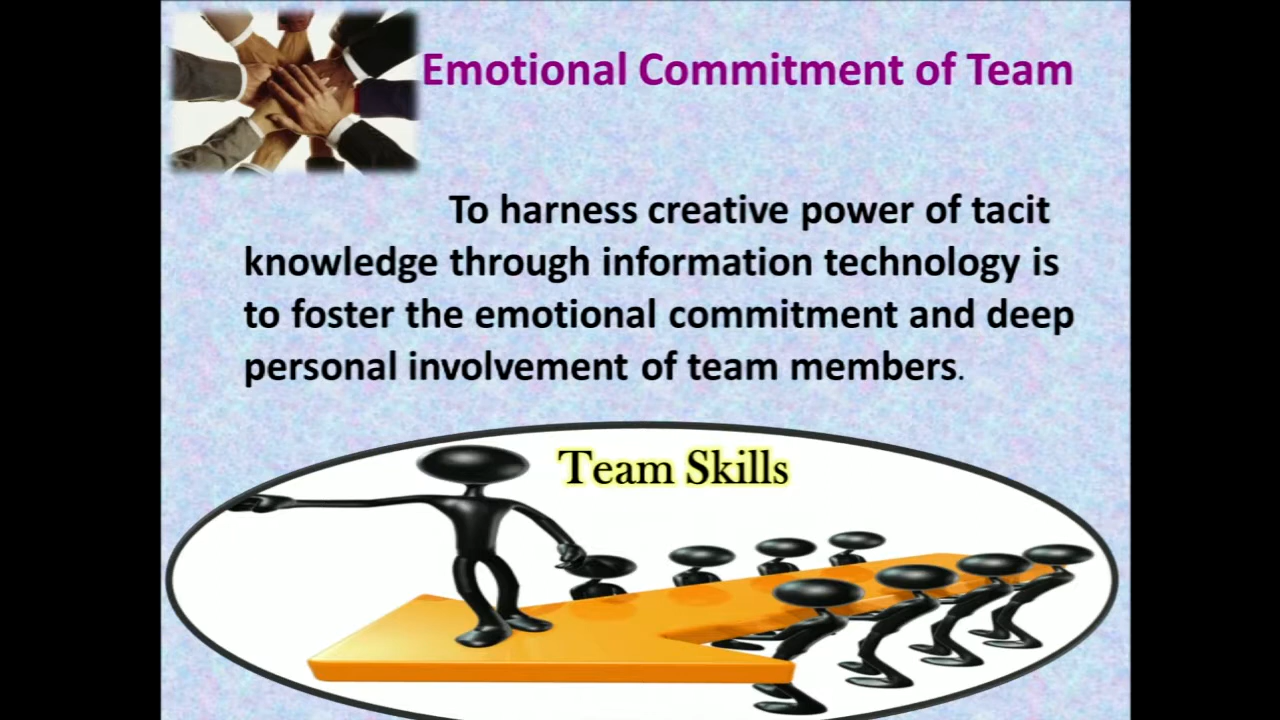 Emotional Commitment of Team
To harness creative power of tacit
knowledge through information technology is
to foster the emotional commitment and deep
personal involvement of team members.
Team Skills